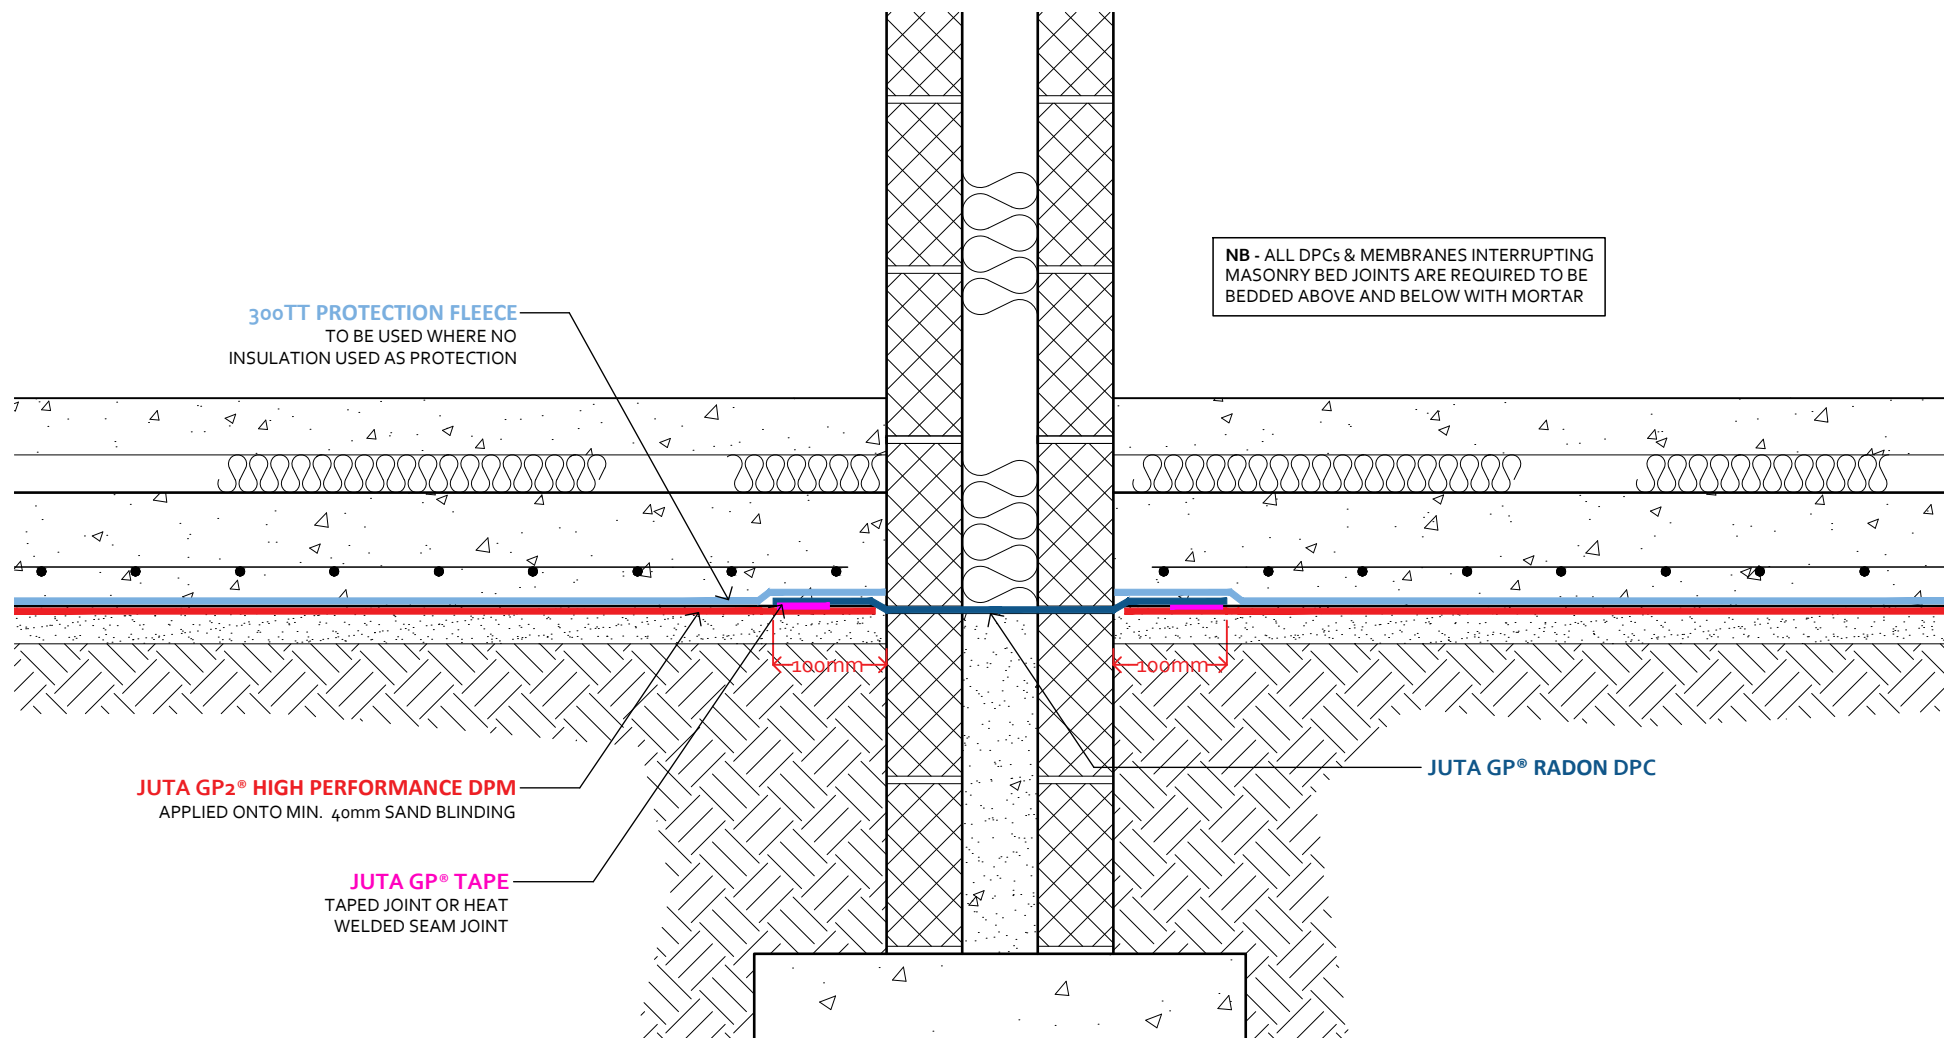 NB - ALL DPCs & MEMBRANES INTERRUPTING
MASONRY BED JOINTS ARE REQUIRED TO BE
BEDDED ABOVE AND BELOW WITH MORTAR
300TT PROTECTION FLEECE
TO BE USED WHERE NO
INSULATION USED AS PROTECTION
100mm
100mm
JUTA GP® RADON DPC
JUTA GP2® HIGH PERFORMANCE DPM
APPLIED ONTO MIN. 40mm SAND BLINDING
JUTA GP® TAPE
TAPED JOINT OR HEAT
WELDED SEAM JOINT